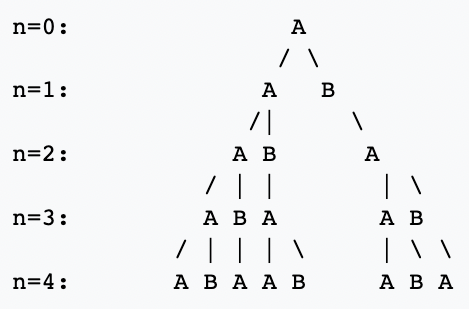 n=0:               A
                  / \
n=1:             A   B
                /|     \
n=2:           A B      A
              / | |      | \
n=3:         A B A       A B
            / | | | \    | \ \
n=4:       A B A A B     A B A